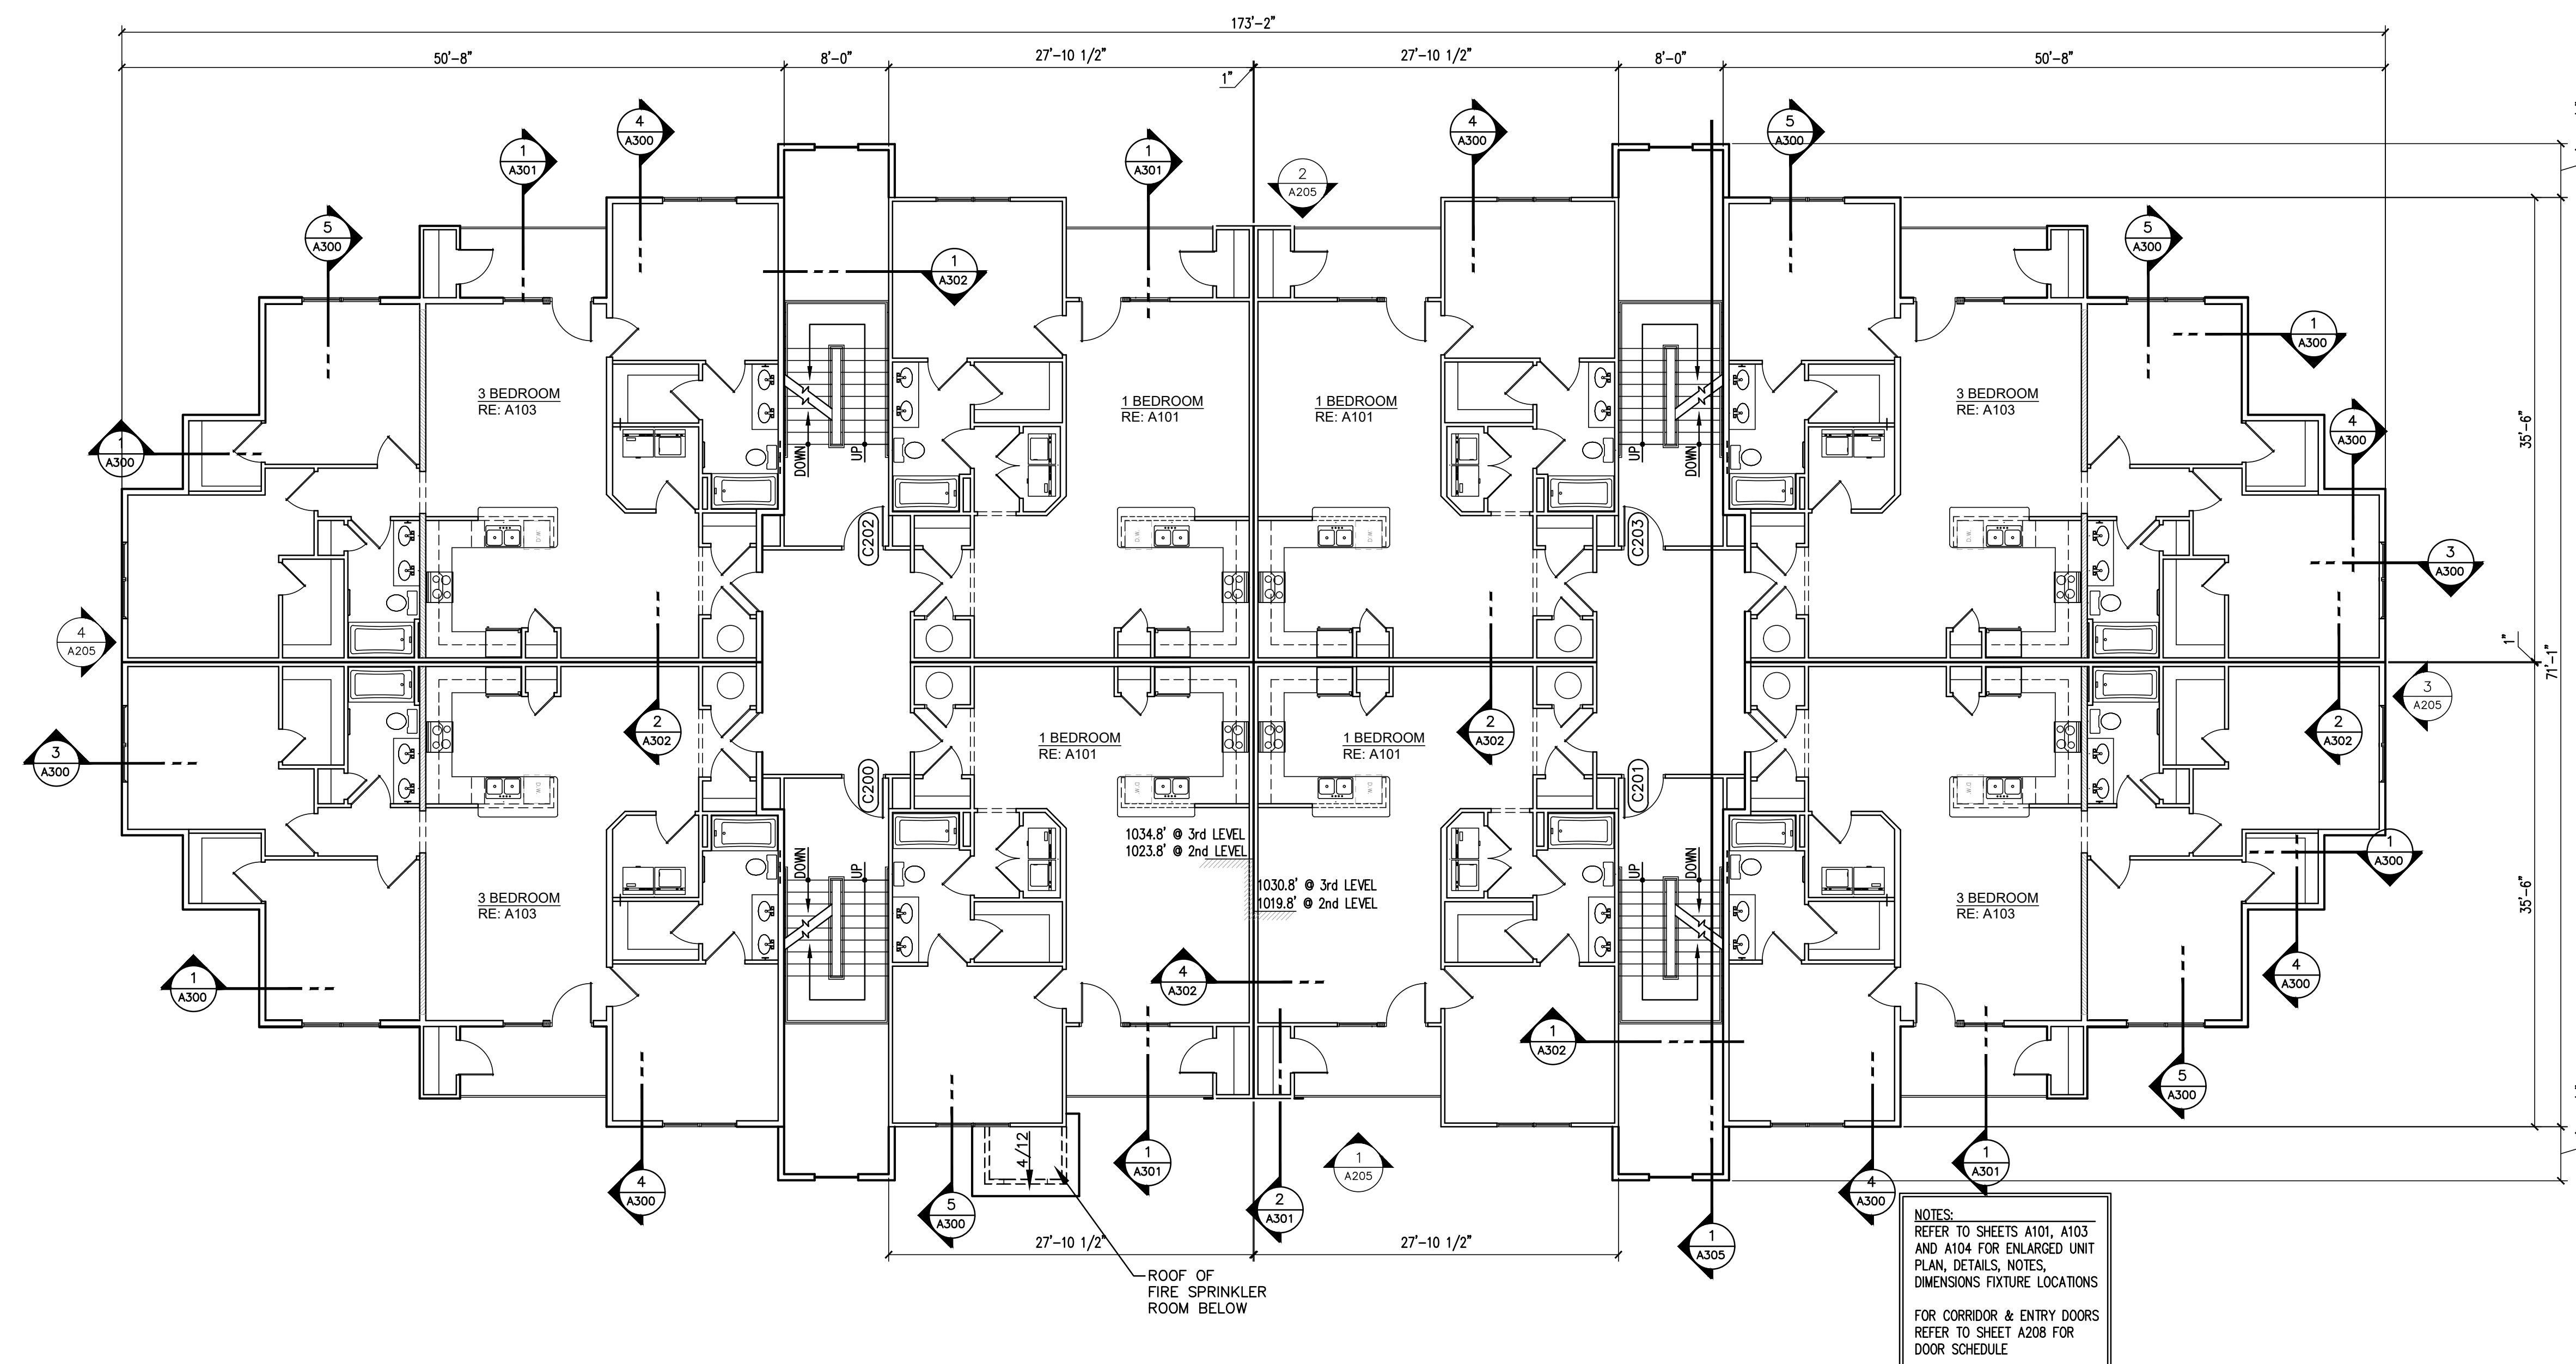 173'-2"
50'-8"
8'-0"
27'-10 1/2"
1"
27'-10 1/2"
8'-0"
50'-8"
4
A300
4
A300
5
A300
1
A301
1
A301
2
A205
5
A300
5
A300
1
A302
1
A300
3 BEDROOM
RE: A103
1 BEDROOM
RE: A101
1 BEDROOM
RE: A101
3 BEDROOM
RE: A103
35'-6"
1
A300
4
A300
DOWN
UP
UP
DOWN
C202
C203
D.W.
D.W.
D.W.
D.W.
3
A300
4
A205
1"
71'-1"
3
A205
2
A302
2
A302
2
A302
3
A300
1 BEDROOM
RE: A101
1 BEDROOM
RE: A101
C200
C201
D.W.
D.W.
D.W.
D.W.
1034.8' @ 3rd LEVEL
1023.8' @ 2nd LEVEL
DOWN
UP
UP
DOWN
1
A300
1030.8' @ 3rd LEVEL
1019.8' @ 2nd LEVEL
3 BEDROOM
RE: A103
3 BEDROOM
RE: A103
35'-6"
1
A300
4
A302
4
A300
1
A302
5
A300
4/12
1
A301
1
A205
1
A301
4
A300
4
A300
5
A300
2
A301
1
A305
27'-10 1/2"
27'-10 1/2"
ROOF OF
FIRE SPRINKLER
ROOM BELOW
NOTES:
REFER TO SHEETS A101, A103
AND A104 FOR ENLARGED UNIT
PLAN, DETAILS, NOTES,
DIMENSIONS FIXTURE LOCATIONS
FOR CORRIDOR & ENTRY DOORS
REFER TO SHEET A208 FOR
DOOR SCHEDULE